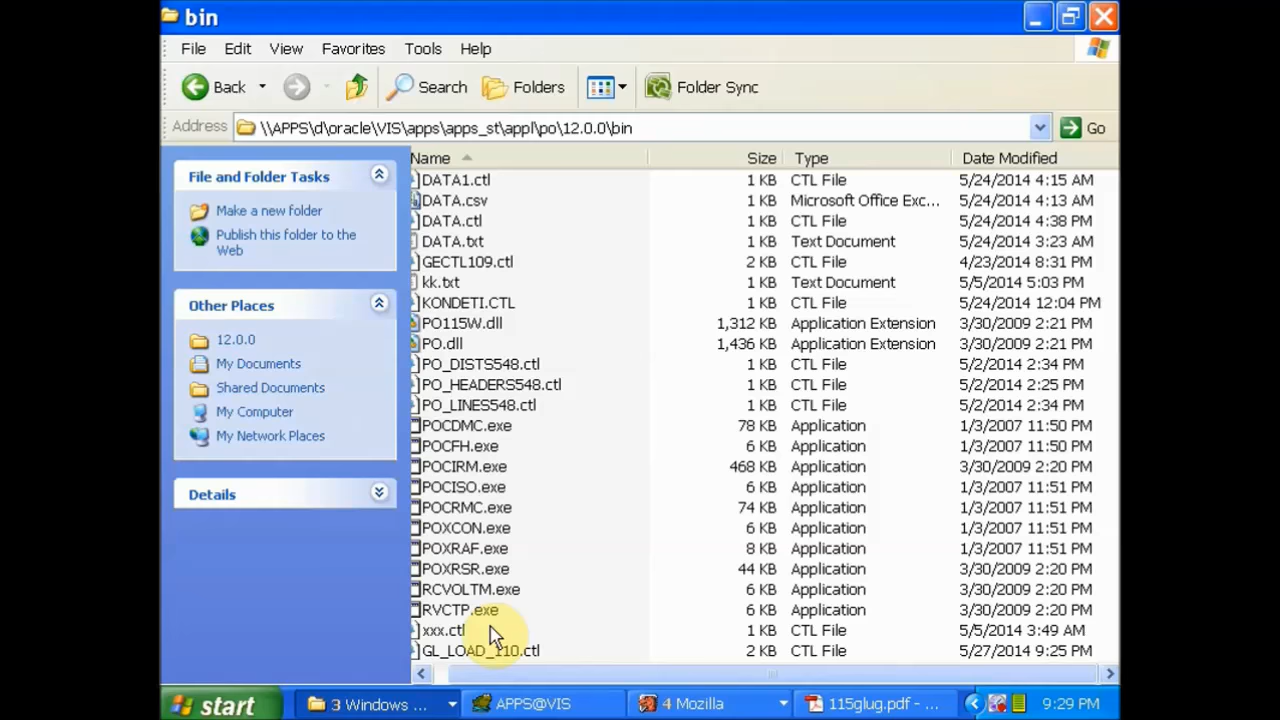 bin
File Edit View Favorites Tools Help
Back Search Folders Folder Sync
Address \\APPS\d\oracle\VIS\apps\apps_st\appl\po\12.0.0\bin Go
File and Folder Tasks
Make a new folder
Publish this folder to the
Web
Other Places
12.0.0
My Documents
Shared Documents
My Computer
My Network Places
Details
Name Size Type Date Modified
DATA1.ctl 1 KB CTL File 5/24/2014 4:15 AM
DATA.csv 1 KB Microsoft Office Exc... 5/24/2014 4:13 AM
DATA.ctl 1 KB CTL File 5/24/2014 4:38 PM
DATA.txt 1 KB Text Document 5/24/2014 3:23 AM
GECTL109.ctl 2 KB CTL File 4/23/2014 8:31 PM
kk.txt 1 KB Text Document 5/5/2014 5:03 PM
KONDETI.CTL 1 KB CTL File 5/24/2014 12:04 PM
PO115W.dll 1,312 KB Application Extension 3/30/2009 2:21 PM
PO.dll 1,436 KB Application Extension 3/30/2009 2:21 PM
PO_DISTS548.ctl 1 KB CTL File 5/2/2014 2:34 PM
PO_HEADERS548.ctl 1 KB CTL File 5/2/2014 2:25 PM
PO_LINES548.ctl 1 KB CTL File 5/2/2014 2:34 PM
POCDMC.exe 78 KB Application 1/3/2007 11:50 PM
POCFH.exe 6 KB Application 1/3/2007 11:50 PM
POCIRM.exe 468 KB Application 3/30/2009 2:20 PM
POCISO.exe 6 KB Application 1/3/2007 11:51 PM
POCRMC.exe 74 KB Application 1/3/2007 11:51 PM
POXCON.exe 6 KB Application 1/3/2007 11:51 PM
POXRAF.exe 8 KB Application 1/3/2007 11:51 PM
POXRSR.exe 44 KB Application 3/30/2009 2:20 PM
RCVOLTM.exe 6 KB Application 3/30/2009 2:20 PM
RVCTP.exe 6 KB Application 3/30/2009 2:20 PM
xxx.ctl 1 KB CTL File 5/5/2014 3:49 AM
GL_LOAD_110.ctl 2 KB CTL File 5/27/2014 9:25 PM
start 3 Windows ... APPS@VIS 4 Mozilla 115glug.pdf - ... 9:29 PM